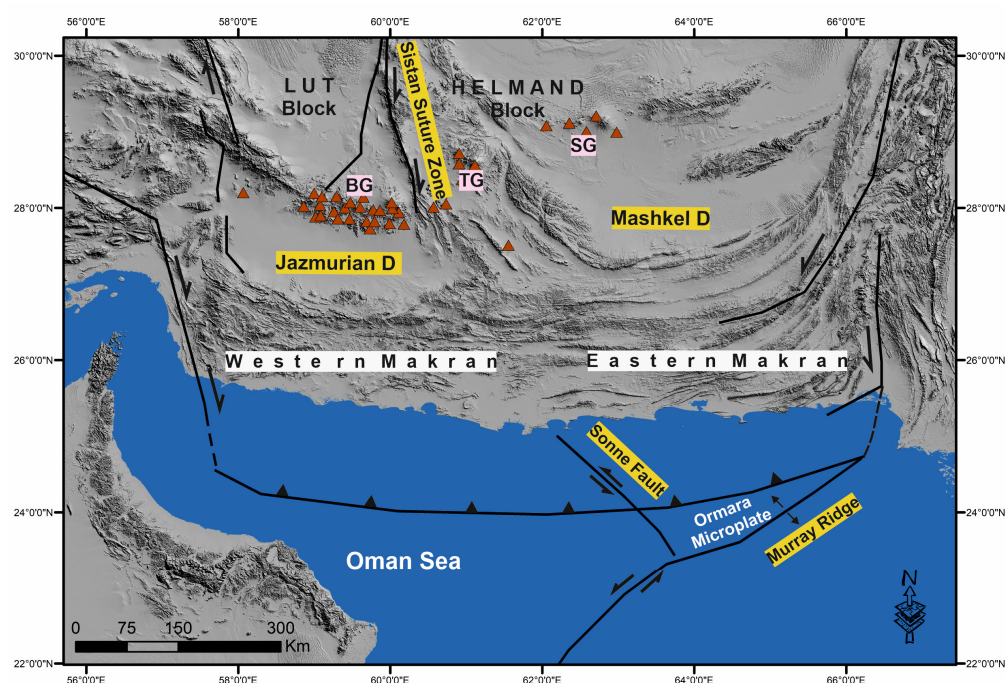 56°0'0"E 58°0'0"E 60°0'0"E 62°0'0"E 64°0'0"E 66°0'0"E
30°0'0"N 30°0'0"N
LUT
Block
Sistan Suture Zone
HELMAND
Block
SG
BG
TG
28°0'0"N 28°0'0"N
Mashkel D
Jazmurian D
26°0'0"N 26°0'0"N
Western Makran
Eastern Makran
Sonne Fault
24°0'0"N 24°0'0"N
Ormara
Microplate
Murray Ridge
Oman Sea
N
0 75 150 300
Km
22°0'0"N 22°0'0"N
56°0'0"E 58°0'0"E 60°0'0"E 62°0'0"E 64°0'0"E 66°0'0"E